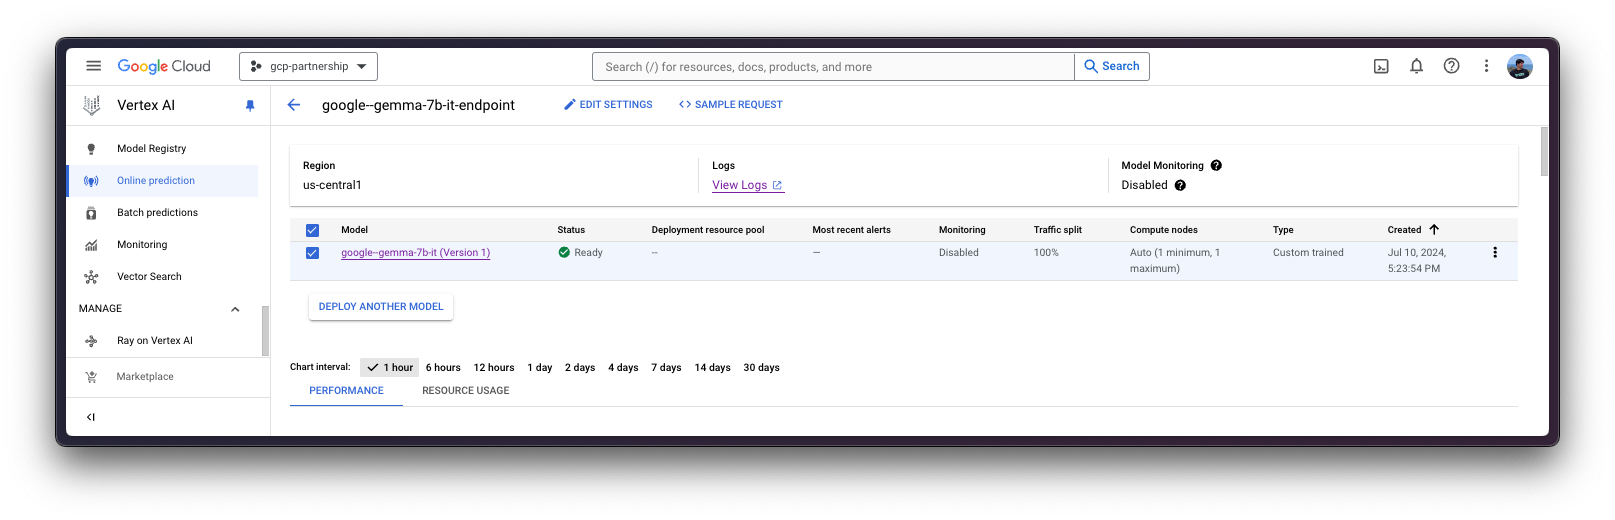 Google Cloud
gcp-partnership
Search (/) for resources, docs, products, and more
Search
Vertex AI
google--gemma-7b-it-endpoint
EDIT SETTINGS
SAMPLE REQUEST
Model Registry
Online prediction
Batch predictions
Monitoring
Vector Search
MANAGE
Ray on Vertex AI
Marketplace
Region
us-central1
Logs
View Logs
Model Monitoring
Disabled
Model Status Deployment resource pool Most recent alerts Monitoring Traffic split Compute nodes Type Created
google--gemma-7b-it (Version 1) Ready -- — Disabled 100% Auto (1 minimum, 1 Custom trained Jul 10, 2024,
maximum) 5:23:54 PM
DEPLOY ANOTHER MODEL
Chart interval: 1 hour 6 hours 12 hours 1 day 2 days 4 days 7 days 14 days 30 days
PERFORMANCE RESOURCE USAGE